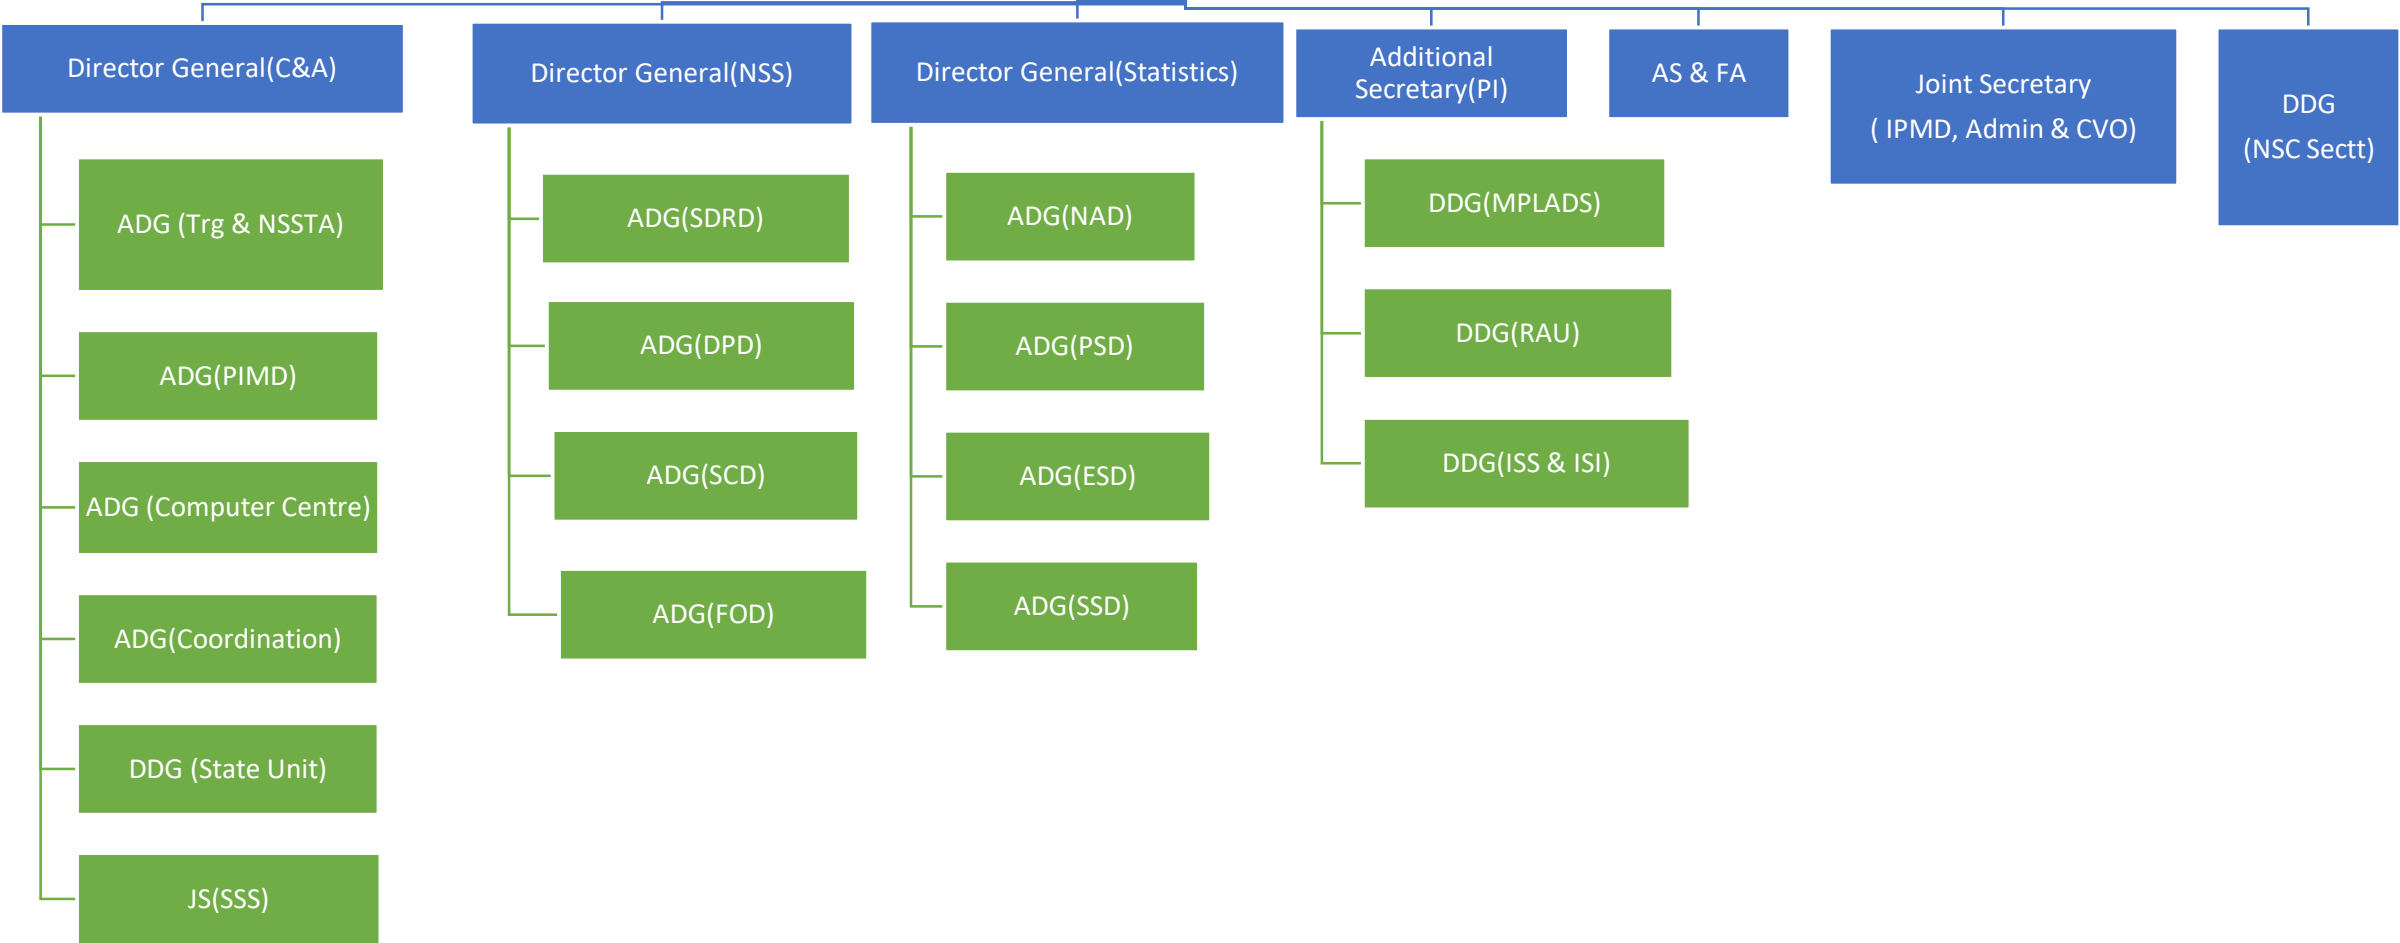 Director General(C&A)
ADG (Trg & NSSTA)
ADG(PIMD)
ADG (Computer Centre)
ADG(Coordination)
DDG (State Unit)
JS(SSS)
Director General(NSS)
ADG(SDRD)
ADG(DPD)
ADG(SCD)
ADG(FOD)
Director General(Statistics)
ADG(NAD)
ADG(PSD)
ADG(ESD)
ADG(SSD)
Additional
Secretary(PI)
DDG(MPLADS)
DDG(RAU)
DDG(ISS & ISI)
AS & FA
Joint Secretary
( IPMD, Admin & CVO)
DDG
(NSC Sectt)